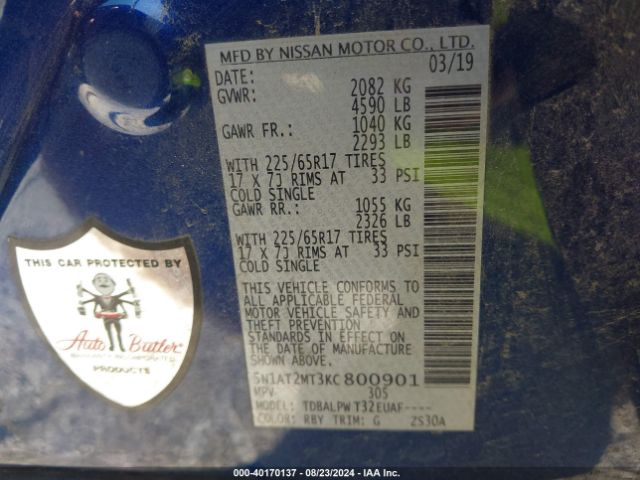 MFD BY NISSAN MOTOR CO., LTD.
DATE: 03/19
GVWR: 2082 KG
4590 LB
GAWR FR.: 1040 KG
2293 LB
WITH 225/65R17 TIRES
17 X 7J RIMS AT 33 PSI
COLD SINGLE
GAWR RR.: 1055 KG
2326 LB
WITH 225/65R17 TIRES
17 X 7J RIMS AT 33 PSI
COLD SINGLE
THIS VEHICLE CONFORMS TO
ALL APPLICABLE FEDERAL
MOTOR VEHICLE SAFETY AND
THEFT PREVENTION
STANDARDS IN EFFECT ON
THE DATE OF MANUFACTURE
SHOWN ABOVE.
5N1AT2MT3KC800901
MPV 305
MODEL: TDBALPW T32EUAF----
COLOR: RBY TRIM: G 2S30A
THIS CAR PROTECTED BY
Auto Butler
PRODUCTS
000-40170137 - 08/23/2024 - IAA Inc.